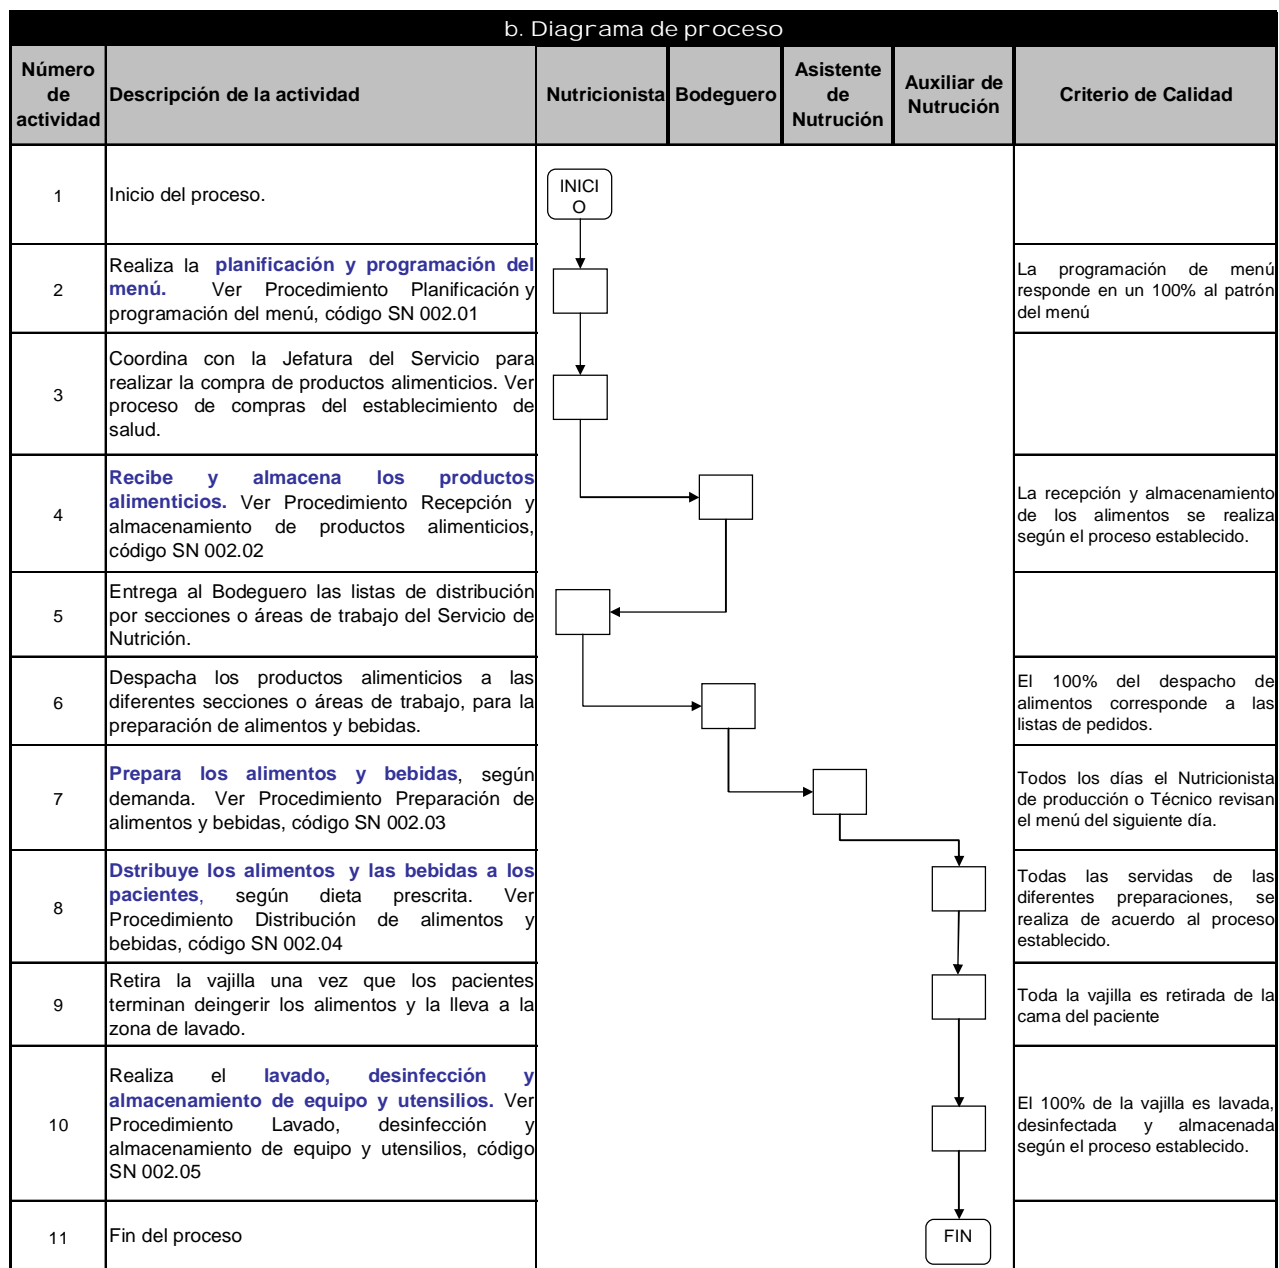 b. Diagrama de proceso
Número
de
actividad
Descripción de la actividad
Nutricionista
Bodeguero
Asistente
de
Nutrución
Auxiliar de
Nutrución
Criterio de Calidad
1
Inicio del proceso.
INICI
O
2
Realiza la planificación y programación del
menú. Ver Procedimiento Planificación y
programación del menú, código SN 002.01
La programación de menú
responde en un 100% al patrón
del menú
3
Coordina con la Jefatura del Servicio para
realizar la compra de productos alimenticios. Ver
proceso de compras del establecimiento de
salud.
4
Recibe y almacena los productos
alimenticios. Ver Procedimiento Recepción y
almacenamiento de productos alimenticios,
código SN 002.02
La recepción y almacenamiento
de los alimentos se realiza
según el proceso establecido.
5
Entrega al Bodeguero las listas de distribución
por secciones o áreas de trabajo del Servicio de
Nutrición.
6
Despacha los productos alimenticios a las
diferentes secciones o áreas de trabajo, para la
preparación de alimentos y bebidas.
El 100% del despacho de
alimentos corresponde a las
listas de pedidos.
7
Prepara los alimentos y bebidas, según
demanda. Ver Procedimiento Preparación de
alimentos y bebidas, código SN 002.03
Todos los días el Nutricionista
de producción o Técnico revisan
el menú del siguiente día.
8
Dstribuye los alimentos y las bebidas a los
pacientes, según dieta prescrita. Ver
Procedimiento Distribución de alimentos y
bebidas, código SN 002.04
Todas las servidas de las
diferentes preparaciones, se
realiza de acuerdo al proceso
establecido.
9
Retira la vajilla una vez que los pacientes
terminan deingerir los alimentos y la lleva a la
zona de lavado.
Toda la vajilla es retirada de la
cama del paciente
10
Realiza el lavado, desinfección y
almacenamiento de equipo y utensilios. Ver
Procedimiento Lavado, desinfección y
almacenamiento de equipo y utensilios, código
SN 002.05
El 100% de la vajilla es lavada,
desinfectada y almacenada
según el proceso establecido.
11
Fin del proceso
FIN